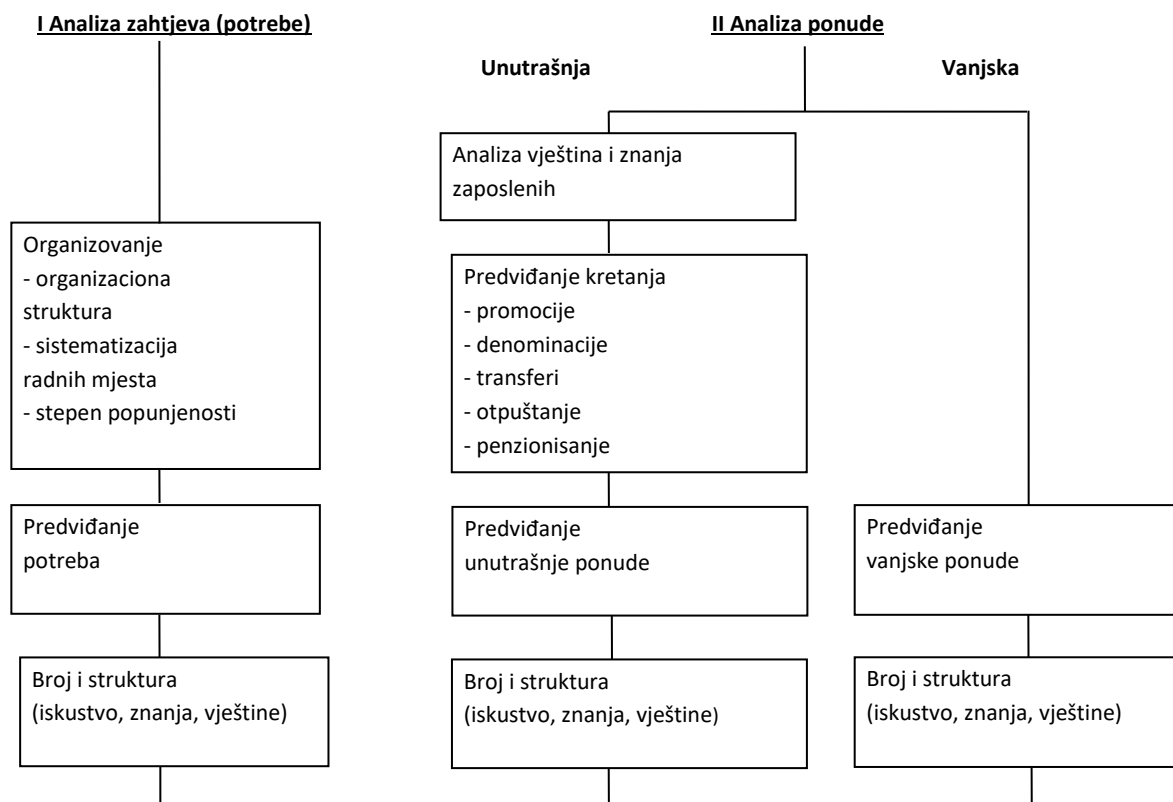 I Analiza zahtjeva (potrebe)
II Analiza ponude
Unutrašnja
Vanjska
Analiza vještina i znanja
zaposlenih
Organizovanje
- organizaciona
struktura
- sistematizacija
radnih mjesta
- stepen popunjenosti
Predviđanje kretanja
- promocije
- denominacije
- transferi
- otpuštanje
- penzionisanje
Predviđanje
potreba
Predviđanje
unutrašnje ponude
Predviđanje
vanjske ponude
Broj i struktura
(iskustvo, znanja, vještine)
Broj i struktura
(iskustvo, znanja, vještine)
Broj i struktura
(iskustvo, znanja, vještine)